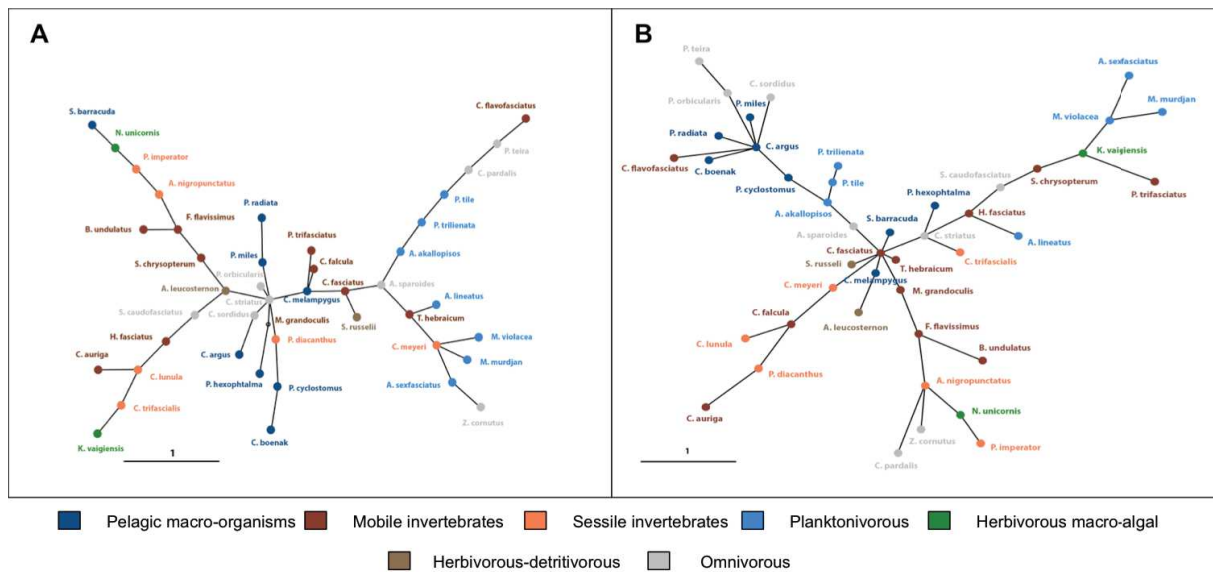 A
S. barracuda
N. unicornis
P. imperator
A. nigropunctatus
F. flavissimus
B. undulatus
S. chrysopterum
A. leucosternon
S. caudofasciatus
H. fasciatus
C. auriga
C. lunula
C. trifascialis
K. vaigiensis
P. radiata
P. miles
P. orbicularis
C. striatus
C. sordidus
M. grandoculis
C. argus
P. diacanthus
P. hexophtalma
P. cyclostomus
C. boenak
P. trifasciatus
C. falcula
C. melampygus
C. fasciatus
S. russelii
C. flavofasciatus
P. teira
C. pardalis
P. tile
P. trilienata
A. akallopisos
A. sparoides
A. lineatus
T. hebraicum
C. meyeri
M. violacea
M. murdjan
A. sexfasciatus
Z. cornutus
1
B
P. teira
C. sordidus
P. orbicularis
P. miles
P. radiata
C. argus
C. flavofasciatus
C. boenak
P. cyclostomus
P. trilienata
P. tile
A. akallopisos
A. sparoides
S. barracuda
P. hexophtalma
C. striatus
C. fasciatus
S. russeli
T. hebraicum
C. melampygus
C. meyeri
M. grandoculis
A. leucosternon
C. falcula
C. lunula
P. diacanthus
C. auriga
F. flavissimus
B. undulatus
A. nigropunctatus
N. unicornis
Z. cornutus
P. imperator
C. pardalis
C. trifascialis
A. lineatus
H. fasciatus
S. caudofasciatus
S. chrysopterum
K. vaigiensis
P. trifasciatus
M. violacea
M. murdjan
A. sexfasciatus
1
Pelagic macro-organisms
Mobile invertebrates
Sessile invertebrates
Planktonivorous
Herbivorous macro-algal
Herbivorous-detritivorous
Omnivorous